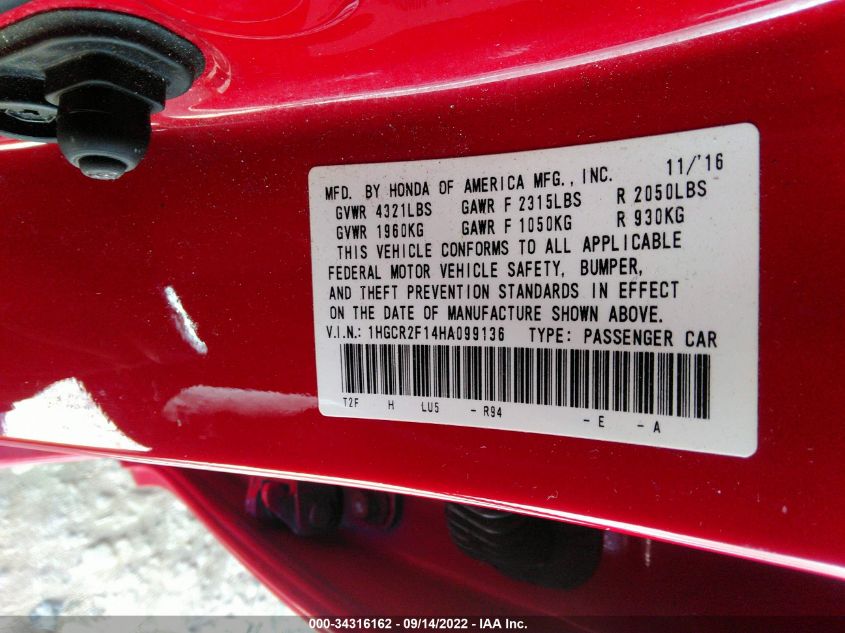 MFD. BY HONDA OF AMERICA MFG., INC. 11/'16
GVWR 4321LBS GAWR F 2315LBS R 2050LBS
GVWR 1960KG GAWR F 1050KG R 930KG
THIS VEHICLE CONFORMS TO ALL APPLICABLE
FEDERAL MOTOR VEHICLE SAFETY, BUMPER,
AND THEFT PREVENTION STANDARDS IN EFFECT
ON THE DATE OF MANUFACTURE SHOWN ABOVE.
V.I.N.: 1HGCR2F14HA099136 TYPE: PASSENGER CAR
T2F H LU5 - R94 - E - A
000-34316162 - 09/14/2022 - IAA Inc.